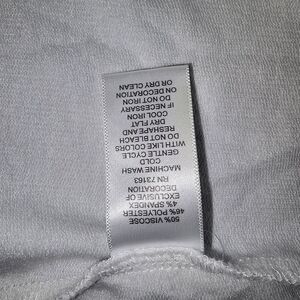 50% VISCOSE
46% POLYESTER
4% SPANDEX
EXCLUSIVE OF
DECORATION
RN 73163
MACHINE WASH
COLD
GENTLE CYCLE
WITH LIKE COLORS
DO NOT BLEACH
RESHAPE AND
DRY FLAT
COOL IRON
IF NECESSARY
DO NOT IRON
ON DECORATION
OR DRY CLEAN